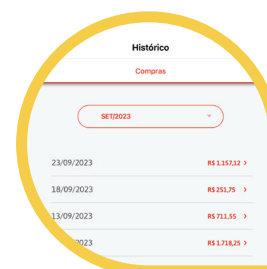 Histórico
Compras
SET/2023
23/09/2023 R$ 1.157,12 >
18/09/2023 R$ 251,75 >
13/09/2023 R$ 711,55 >
/2023 R$ 1.718,25 >